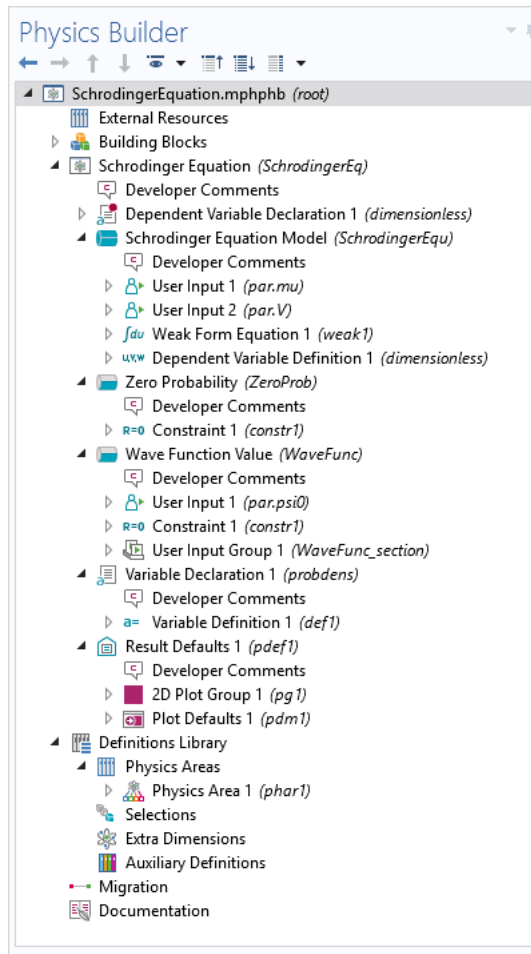 Physics Builder
SchrodingerEquation.mphphb (root)
External Resources
Building Blocks
Schrodinger Equation (SchrodingerEq)
Developer Comments
Dependent Variable Declaration 1 (dimensionless)
Schrodinger Equation Model (SchrodingerEqu)
Developer Comments
User Input 1 (par.mu)
User Input 2 (par.V)
∫du Weak Form Equation 1 (weak1)
u,v,w Dependent Variable Definition 1 (dimensionless)
Zero Probability (ZeroProb)
Developer Comments
R=0 Constraint 1 (constr1)
Wave Function Value (WaveFunc)
Developer Comments
User Input 1 (par.psi0)
R=0 Constraint 1 (constr1)
User Input Group 1 (WaveFunc_section)
Variable Declaration 1 (probdens)
Developer Comments
a= Variable Definition 1 (def1)
Result Defaults 1 (pdef1)
Developer Comments
2D Plot Group 1 (pg1)
Plot Defaults 1 (pdm1)
Definitions Library
Physics Areas
Physics Area 1 (phar1)
Selections
Extra Dimensions
Auxiliary Definitions
Migration
Documentation